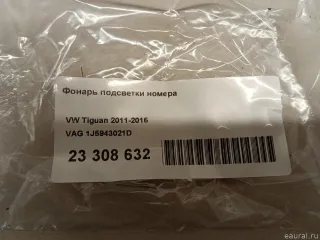 Фонарь подсветки номера
VW Tiguan 2011-2016
VAG 1J5943021D
23 308 632
eaural.ru